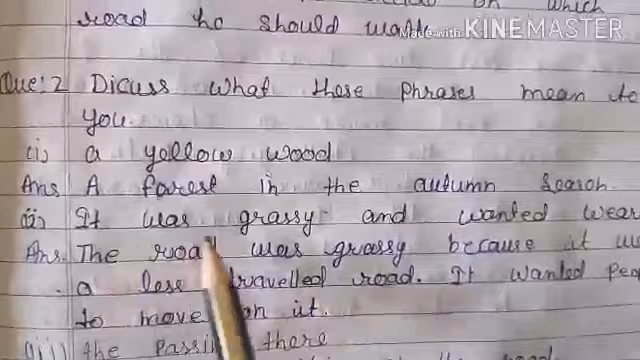 road he should walk
Made with KINEMASTER
Que: 2 Dicuss what these phrases mean to
you.
(i) a yellow wood
Ans A forest in the autumn season.
(ii) It was grassy and wanted wear
Ans. The road was grassy because it
a less travelled road. It wanted
to move on it.
(iii) the passing there